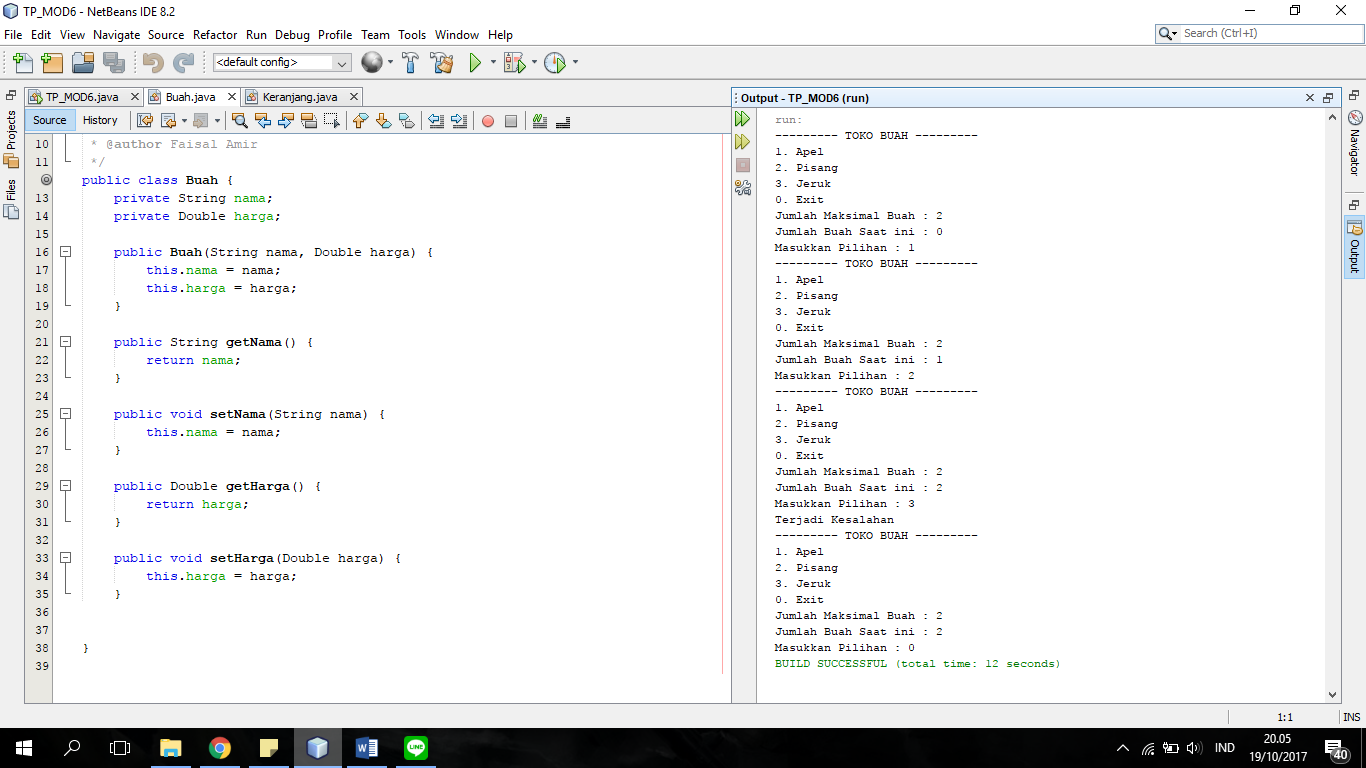 TP_MOD6 - NetBeans IDE 8.2
File Edit View Navigate Source Refactor Run Debug Profile Team Tools Window Help
Search (Ctrl+I)
<default config>
TP_MOD6.java
Buah.java
Keranjang.java
Source History
Projects
Files
10 * @author Faisal Amir
11 */
public class Buah {
13 private String nama;
14 private Double harga;
15
16 public Buah(String nama, Double harga) {
17 this.nama = nama;
18 this.harga = harga;
19 }
20
21 public String getNama() {
22 return nama;
23 }
24
25 public void setNama(String nama) {
26 this.nama = nama;
27 }
28
29 public Double getHarga() {
30 return harga;
31 }
32
33 public void setHarga(Double harga) {
34 this.harga = harga;
35 }
36
37
38 }
39
Output - TP_MOD6 (run)
run:
--------- TOKO BUAH ---------
1. Apel
2. Pisang
3. Jeruk
0. Exit
Jumlah Maksimal Buah : 2
Jumlah Buah Saat ini : 0
Masukkan Pilihan : 1
--------- TOKO BUAH ---------
1. Apel
2. Pisang
3. Jeruk
0. Exit
Jumlah Maksimal Buah : 2
Jumlah Buah Saat ini : 1
Masukkan Pilihan : 2
--------- TOKO BUAH ---------
1. Apel
2. Pisang
3. Jeruk
0. Exit
Jumlah Maksimal Buah : 2
Jumlah Buah Saat ini : 2
Masukkan Pilihan : 3
Terjadi Kesalahan
--------- TOKO BUAH ---------
1. Apel
2. Pisang
3. Jeruk
0. Exit
Jumlah Maksimal Buah : 2
Jumlah Buah Saat ini : 2
Masukkan Pilihan : 0
BUILD SUCCESSFUL (total time: 12 seconds)
Navigator
Output
1:1 INS
LINE
IND
20.05
19/10/2017
40